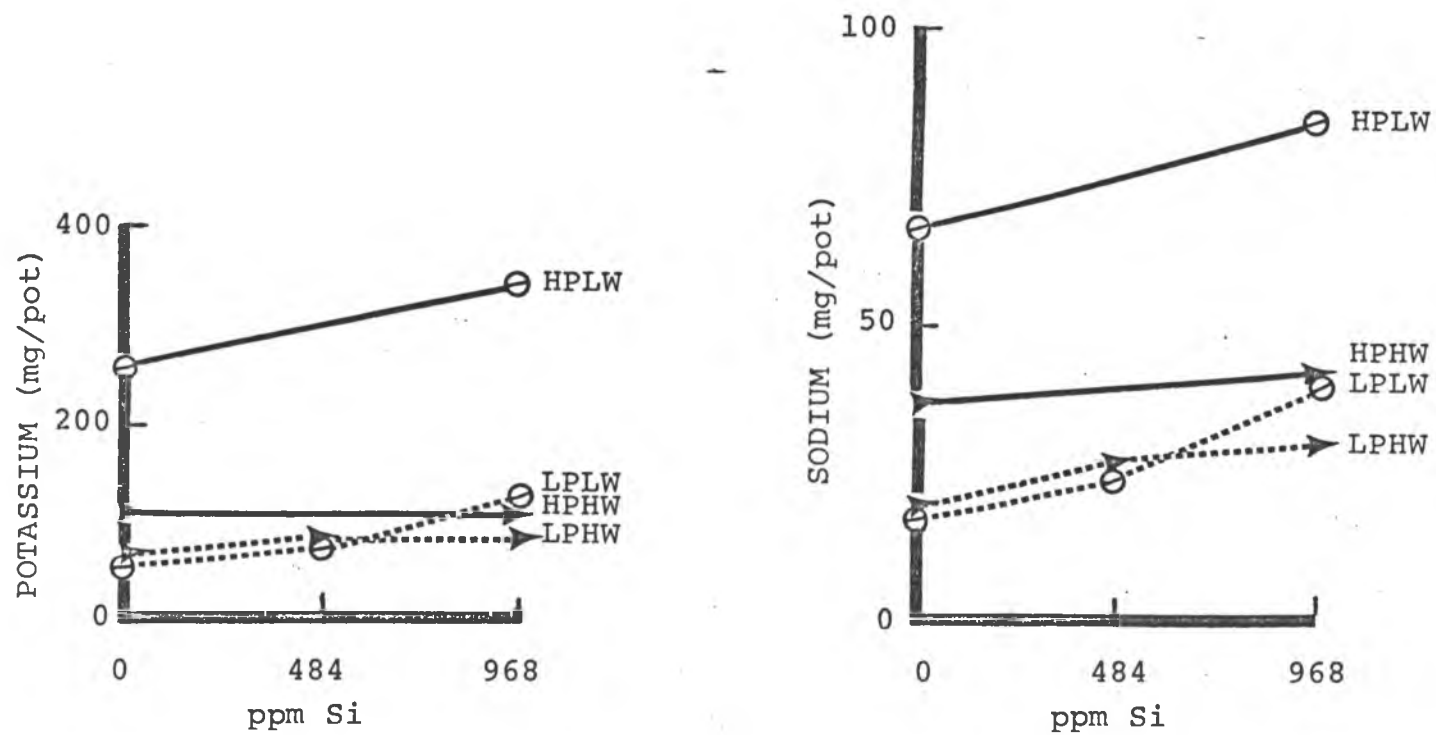 POTASSIUM (mg/pot)
400
200
0
HPLW
LPLW
HPHW
LPHW
0 484 968
ppm Si
SODIUM (mg/pot)
100
50
0
HPLW
HPHW
LPLW
LPHW
0 484 968
ppm Si